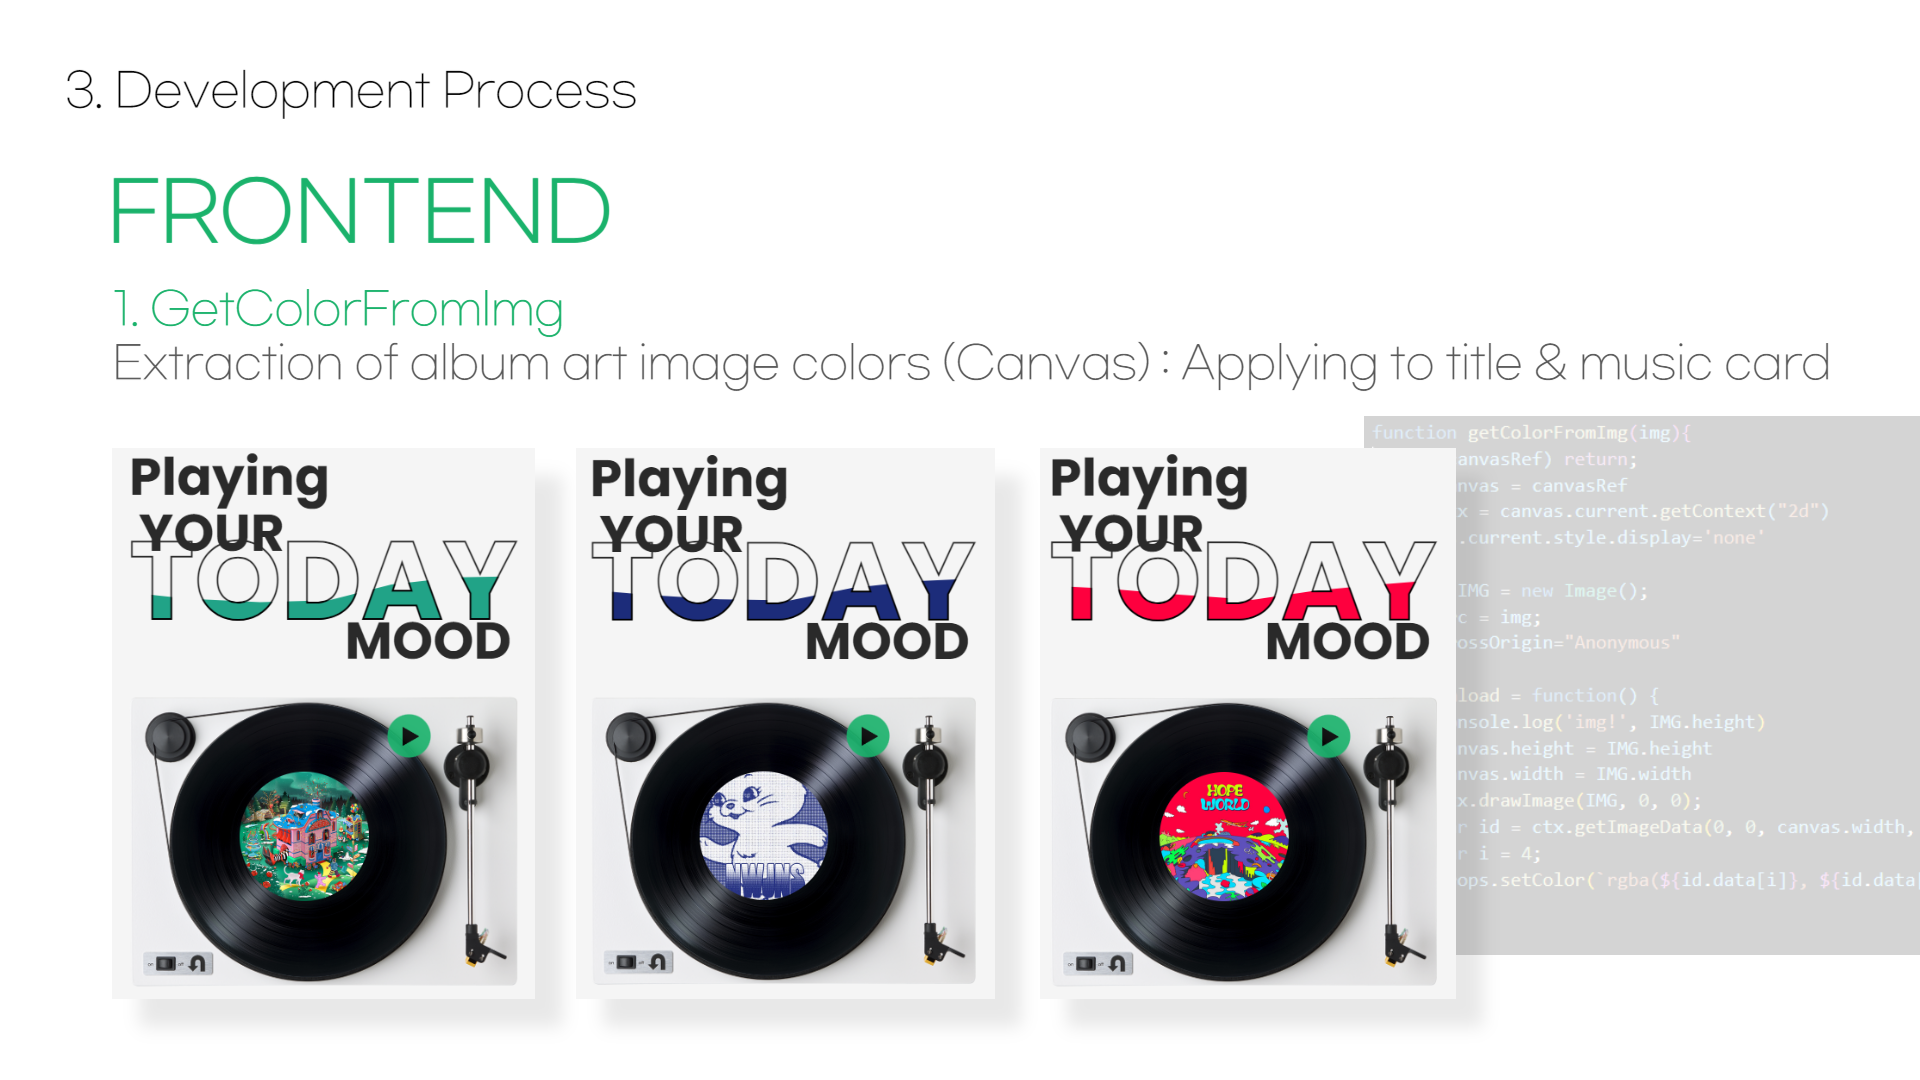 3. Development Process
FRONTEND
1. GetColorFromImg
Extraction of album art image colors (Canvas) : Applying to title & music card
Playing
YOUR
TODAY
MOOD
Playing
YOUR
TODAY
MOOD
NWJNS
Playing
YOUR
TODAY
MOOD
HOPE
WORLD
function getColorFromImg(img){
anvasRef) return;
nvas = canvasRef
x = canvas.current.getContext("2d")
.current.style.display='none'
IMG = new Image();
c = img;
ossOrigin="Anonymous"
load = function() {
nsole.log('img!', IMG.height)
nvas.height = IMG.height
nvas.width = IMG.width
x.drawImage(IMG, 0, 0);
r id = ctx.getImageData(0, 0, canvas.width,
r i = 4;
ops.setColor(`rgba(${id.data[i]}, ${id.data[